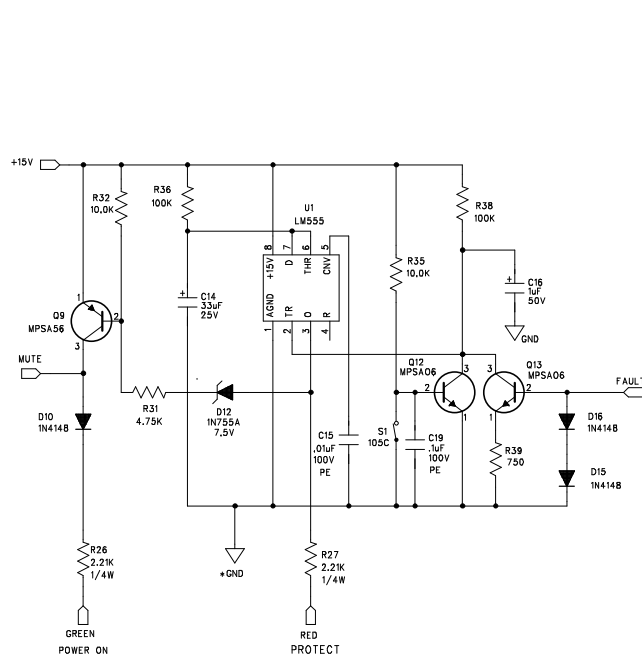 +15V
R32
10.0K
R36
100K
U1
LM555
R38
100K
8
7
6
5
+15V
D
THR
CNV
AGND
TR
O
R
1
2
3
4
R35
10.0K
+
C16
1uF
50V
GND
+
C14
33uF
25V
1
Q9
MPSA56
2
3
MUTE
Q12
MPSA06
3
2
1
Q13
MPSA06
3
2
1
FAULT
R31
4.75K
D12
1N755A
7.5V
D10
1N4148
C15
.01uF
100V
PE
S1
105C
C19
.1uF
100V
PE
R39
750
D16
1N4148
D15
1N4148
*GND
R26
2.21K
1/4W
R27
2.21K
1/4W
GREEN
POWER ON
RED
PROTECT